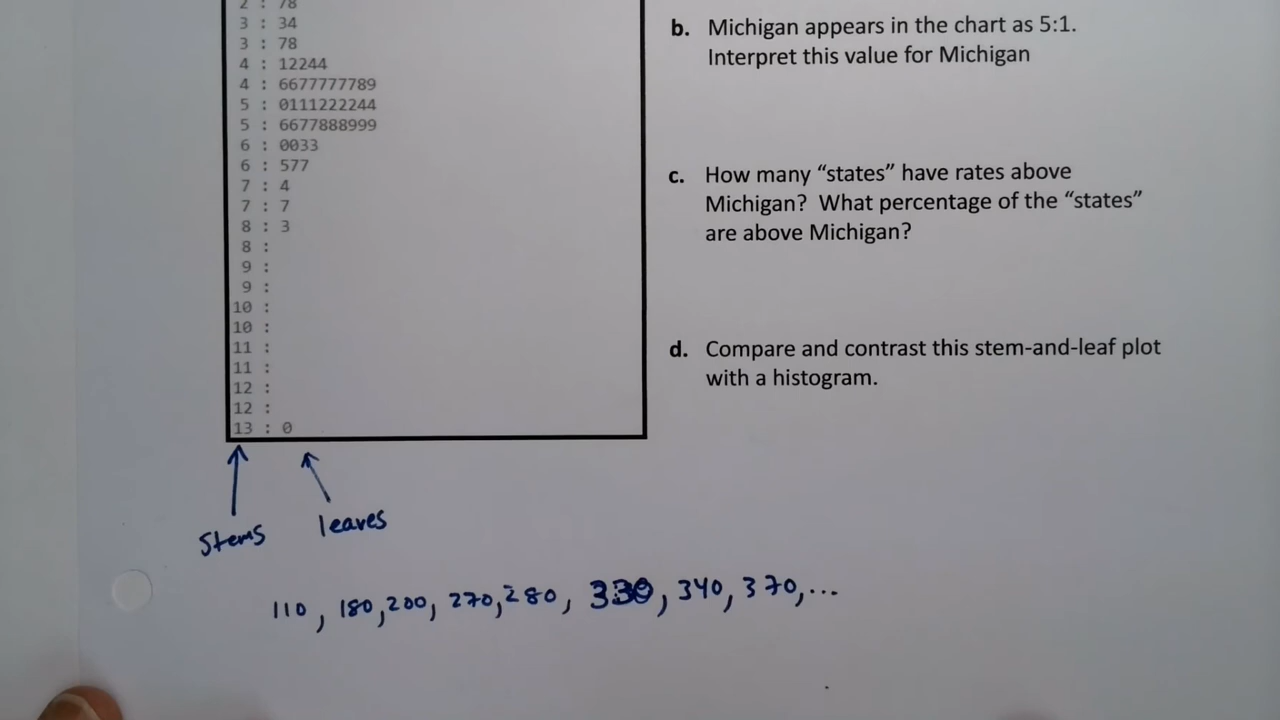 2 : 78
3 : 34
3 : 78
4 : 12244
4 : 6677777789
5 : 0111222244
5 : 6677888999
6 : 0033
6 : 577
7 : 4
7 : 7
8 : 3
8 :
9 :
9 :
10 :
10 :
11 :
11 :
12 :
12 :
13 : 0
b. Michigan appears in the chart as 5:1.
Interpret this value for Michigan
c. How many “states” have rates above
Michigan? What percentage of the “states”
are above Michigan?
d. Compare and contrast this stem-and-leaf plot
with a histogram.
Stems
leaves
110, 180, 200, 270, 280, 330, 340, 370, ...